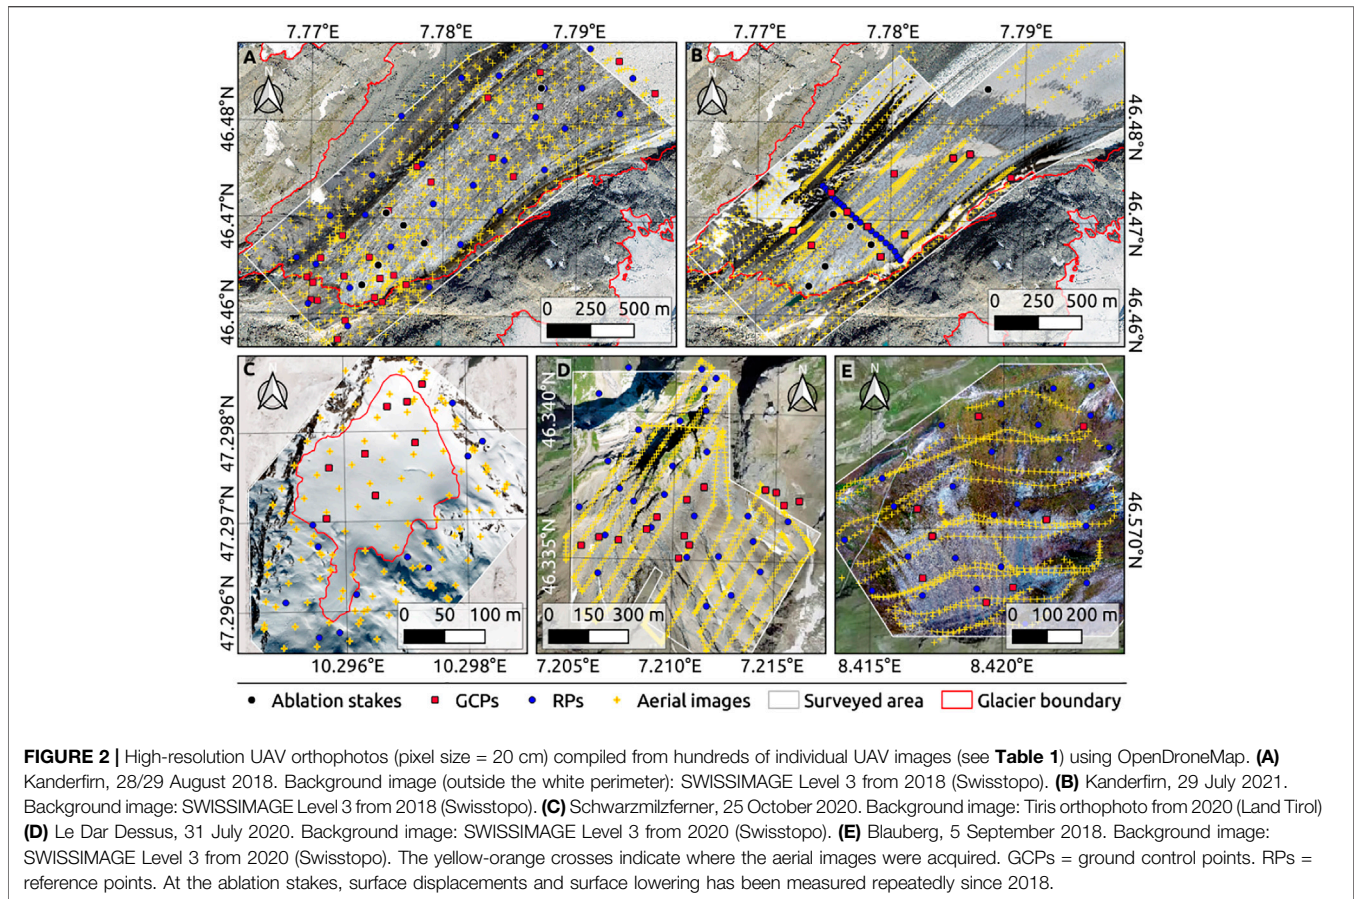 7.77°E 7.78°E 7.79°E
7.77°E 7.78°E 7.79°E
A
N
46.48°N
46.47°N
46.46°N
0 250 500 m
B
N
46.48°N
46.47°N
46.46°N
0 250 500 m
C
N
47.298°N
47.297°N
47.296°N
0 50 100 m
10.296°E 10.298°E
D
N
46.340°N
46.335°N
0 150 300 m
7.205°E 7.210°E 7.215°E
E
N
46.570°N
0 100 200 m
8.415°E 8.420°E
Ablation stakes GCPs RPs Aerial images Surveyed area Glacier boundary
FIGURE 2 | High-resolution UAV orthophotos (pixel size = 20 cm) compiled from hundreds of individual UAV images (see Table 1) using OpenDroneMap. (A)
Kanderfirn, 28/29 August 2018. Background image (outside the white perimeter): SWISSIMAGE Level 3 from 2018 (Swisstopo). (B) Kanderfirn, 29 July 2021.
Background image: SWISSIMAGE Level 3 from 2018 (Swisstopo). (C) Schwarzmilzferner, 25 October 2020. Background image: Tiris orthophoto from 2020 (Land Tirol)
(D) Le Dar Dessus, 31 July 2020. Background image: SWISSIMAGE Level 3 from 2020 (Swisstopo). (E) Blauberg, 5 September 2018. Background image:
SWISSIMAGE Level 3 from 2020 (Swisstopo). The yellow-orange crosses indicate where the aerial images were acquired. GCPs = ground control points. RPs =
reference points. At the ablation stakes, surface displacements and surface lowering has been measured repeatedly since 2018.